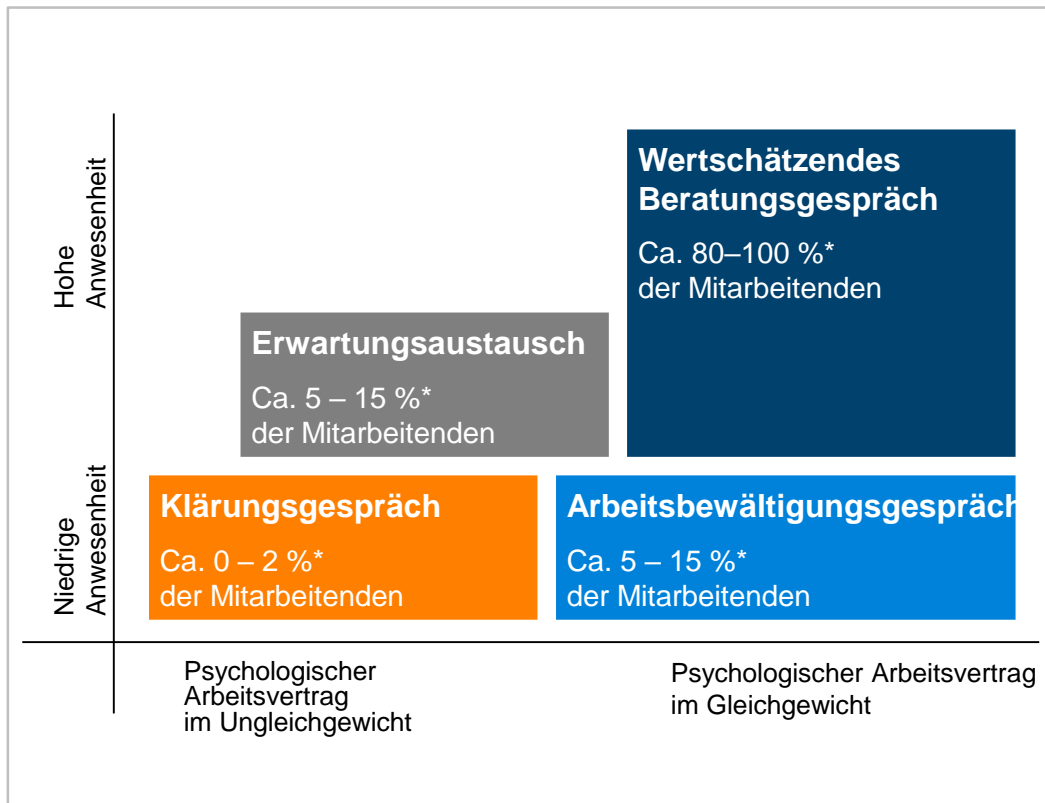 Hohe
Anwesenheit
Wertschätzendes
Beratungsgespräch
Ca. 80–100 %*
der Mitarbeitenden
Erwartungsaustausch
Ca. 5 – 15 %*
der Mitarbeitenden
Niedrige
Anwesenheit
Klärungsgespräch
Ca. 0 – 2 %*
der Mitarbeitenden
Arbeitsbewältigungsgespräch
Ca. 5 – 15 %*
der Mitarbeitenden
Psychologischer
Arbeitsvertrag
im Ungleichgewicht
Psychologischer Arbeitsvertrag
im Gleichgewicht